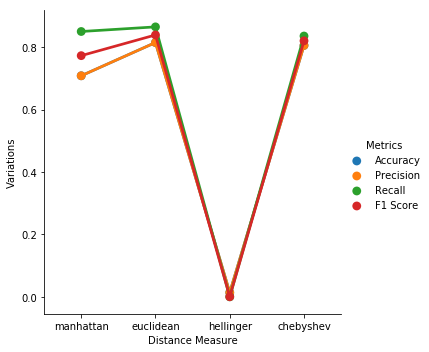 0.8
0.6
0.4
0.2
0.0
Variations
manhattan euclidean hellinger chebyshev
Distance Measure
Metrics
Accuracy
Precision
Recall
F1 Score